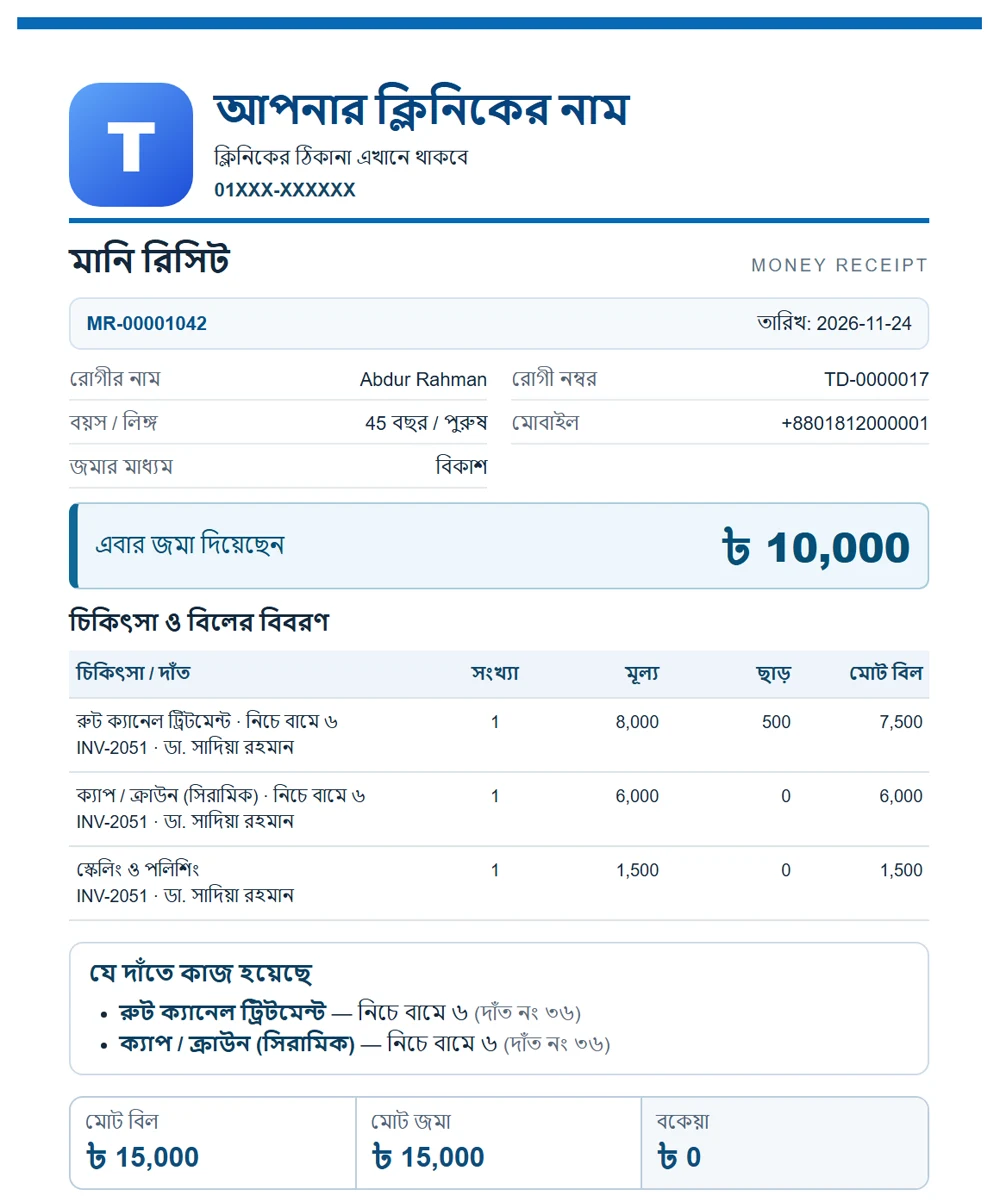 T
আপনার ক্লিনিকের নাম
ক্লিনিকের ঠিকানা এখানে থাকবে
01XXX-XXXXXX
মানি রিসিট MONEY RECEIPT
MR-00001042 তারিখ: 2026-11-24
রোগীর নাম Abdur Rahman রোগী নম্বর TD-0000017
বয়স / লিঙ্গ 45 বছর / পুরুষ মোবাইল +8801812000001
জমার মাধ্যম বিকাশ
এবার জমা দিয়েছেন ৳ 10,000
চিকিৎসা ও বিলের বিবরণ
চিকিৎসা / দাঁত সংখ্যা মূল্য ছাড় মোট বিল
রুট ক্যানেল ট্রিটমেন্ট · নিচে বামে ৬ 1 8,000 500 7,500
INV-2051 · ডা. সাদিয়া রহমান
ক্যাপ / ক্রাউন (সিরামিক) · নিচে বামে ৬ 1 6,000 0 6,000
INV-2051 · ডা. সাদিয়া রহমান
স্কেলিং ও পলিশিং 1 1,500 0 1,500
INV-2051 · ডা. সাদিয়া রহমান
যে দাঁতে কাজ হয়েছে
• রুট ক্যানেল ট্রিটমেন্ট — নিচে বামে ৬ (দাঁত নং ৩৬)
• ক্যাপ / ক্রাউন (সিরামিক) — নিচে বামে ৬ (দাঁত নং ৩৬)
মোট বিল মোট জমা বকেয়া
৳ 15,000 ৳ 15,000 ৳ 0